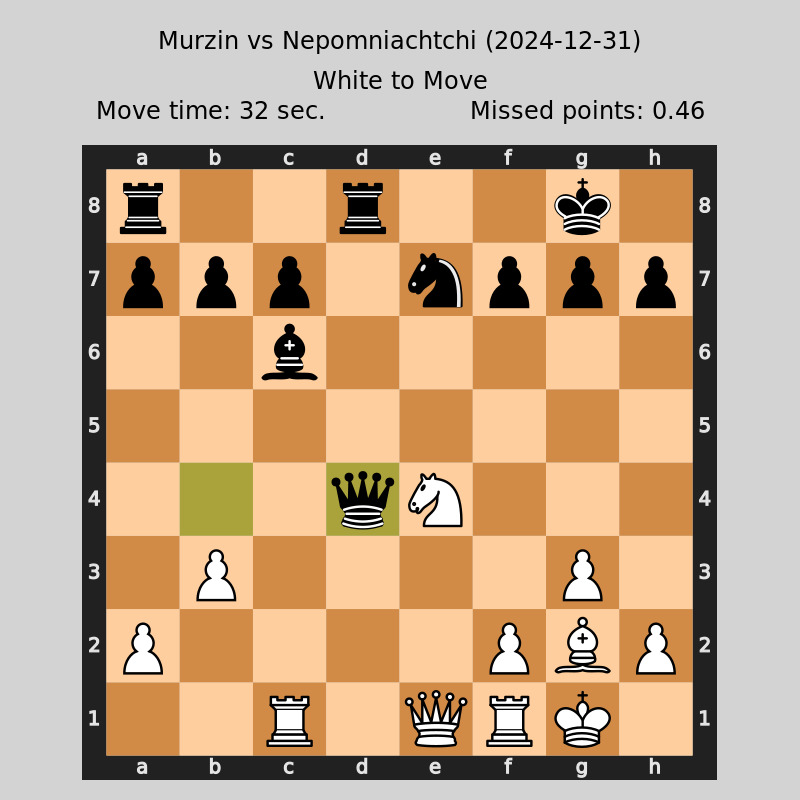 Murzin vs Nepomniachtchi (2024-12-31)
White to Move
Move time: 32 sec. Missed points: 0.46
a b c d e f g h
8 8
7 7
6 6
5 5
4 4
3 3
2 2
1 1
a b c d e f g h